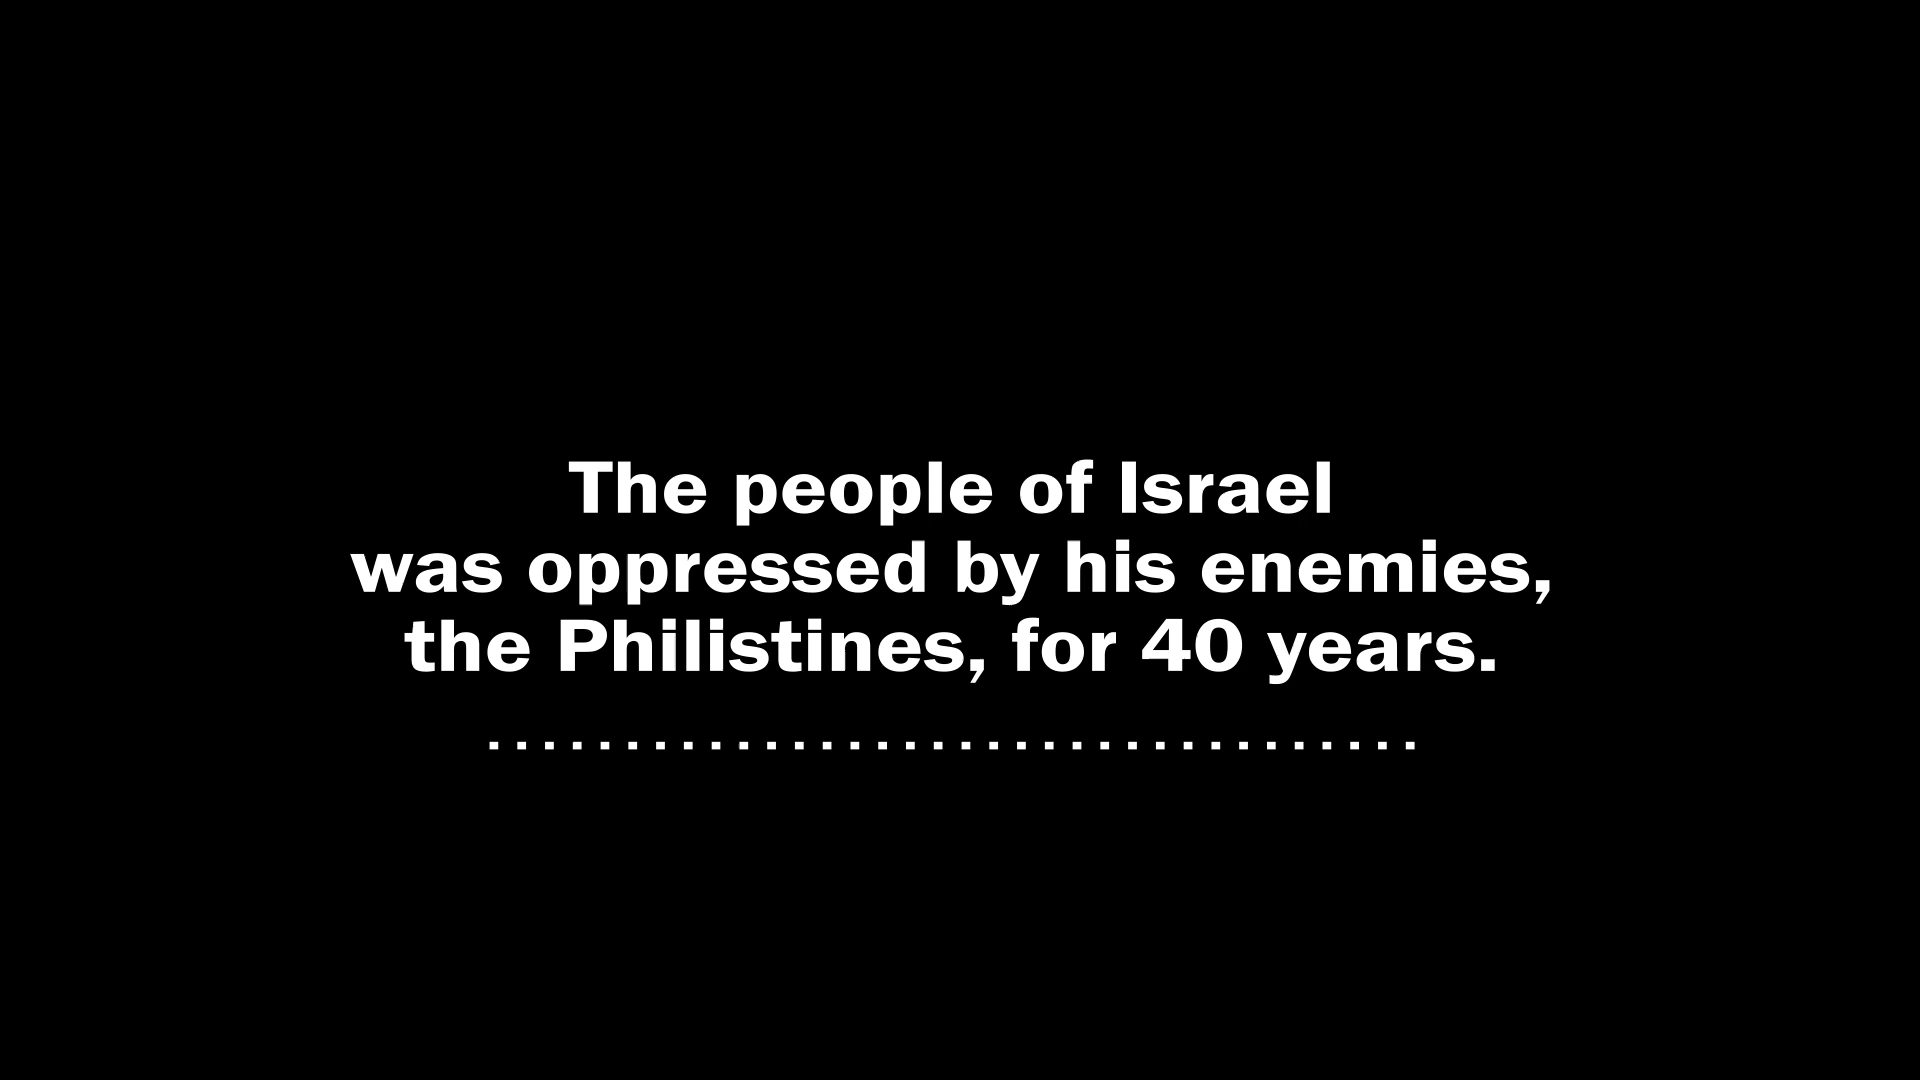 The people of Israel
was oppressed by his enemies,
the Philistines, for 40 years.
..................................